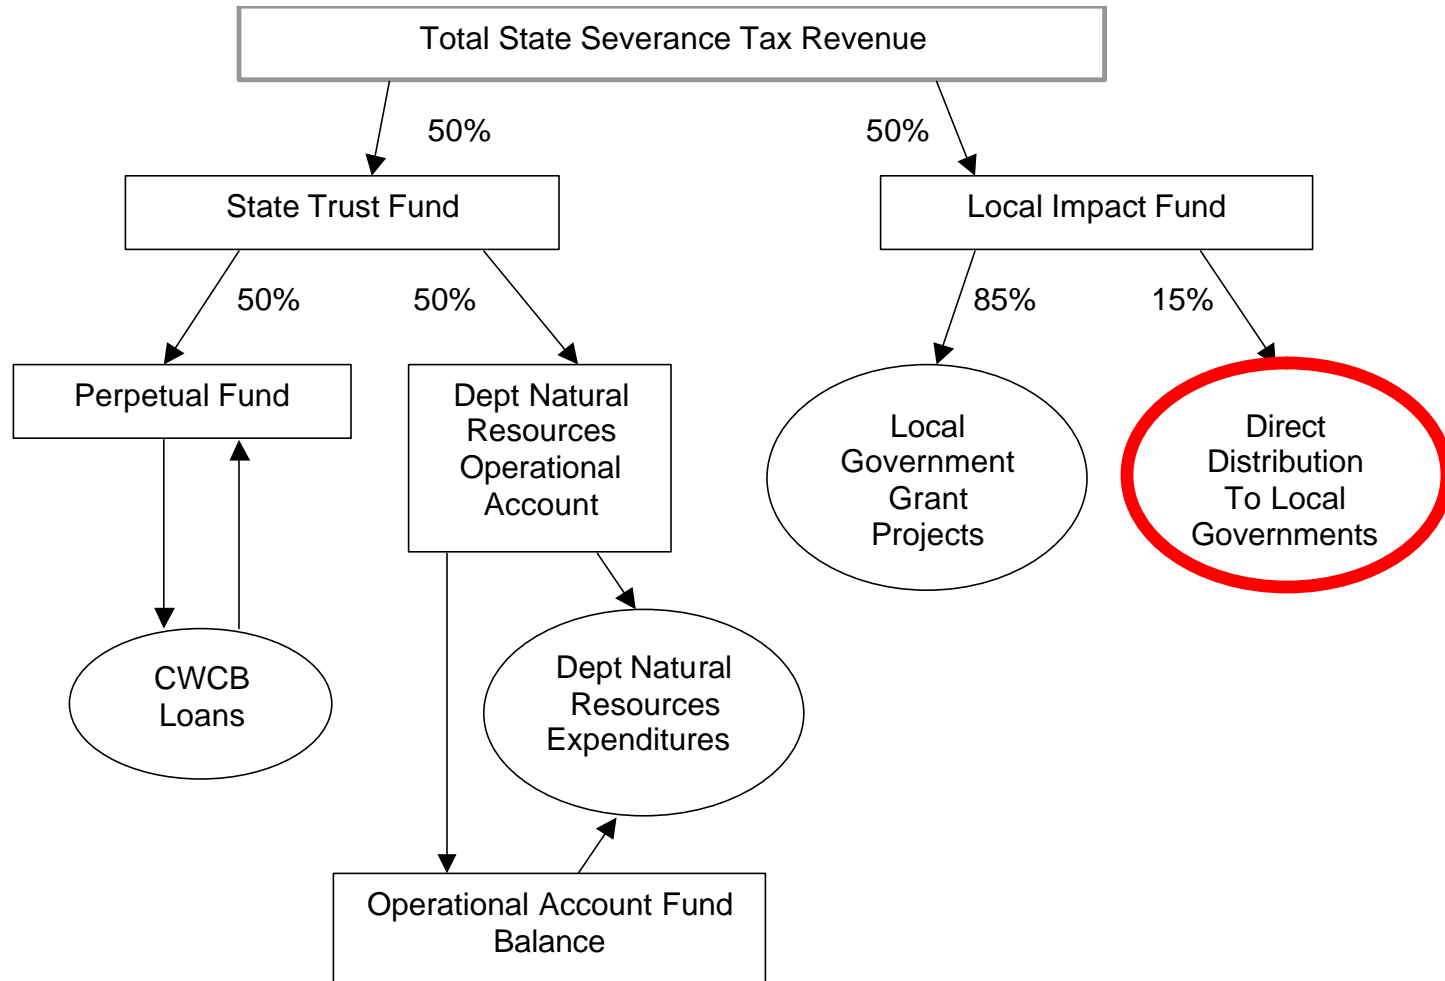 Total State Severance Tax Revenue
50%
50%
State Trust Fund
Local Impact Fund
50%
50%
85%
15%
Perpetual Fund
Dept Natural
Resources
Operational
Account
Local
Government
Grant
Projects
Direct
Distribution
To Local
Governments
CWCB
Loans
Dept Natural
Resources
Expenditures
Operational Account Fund
Balance